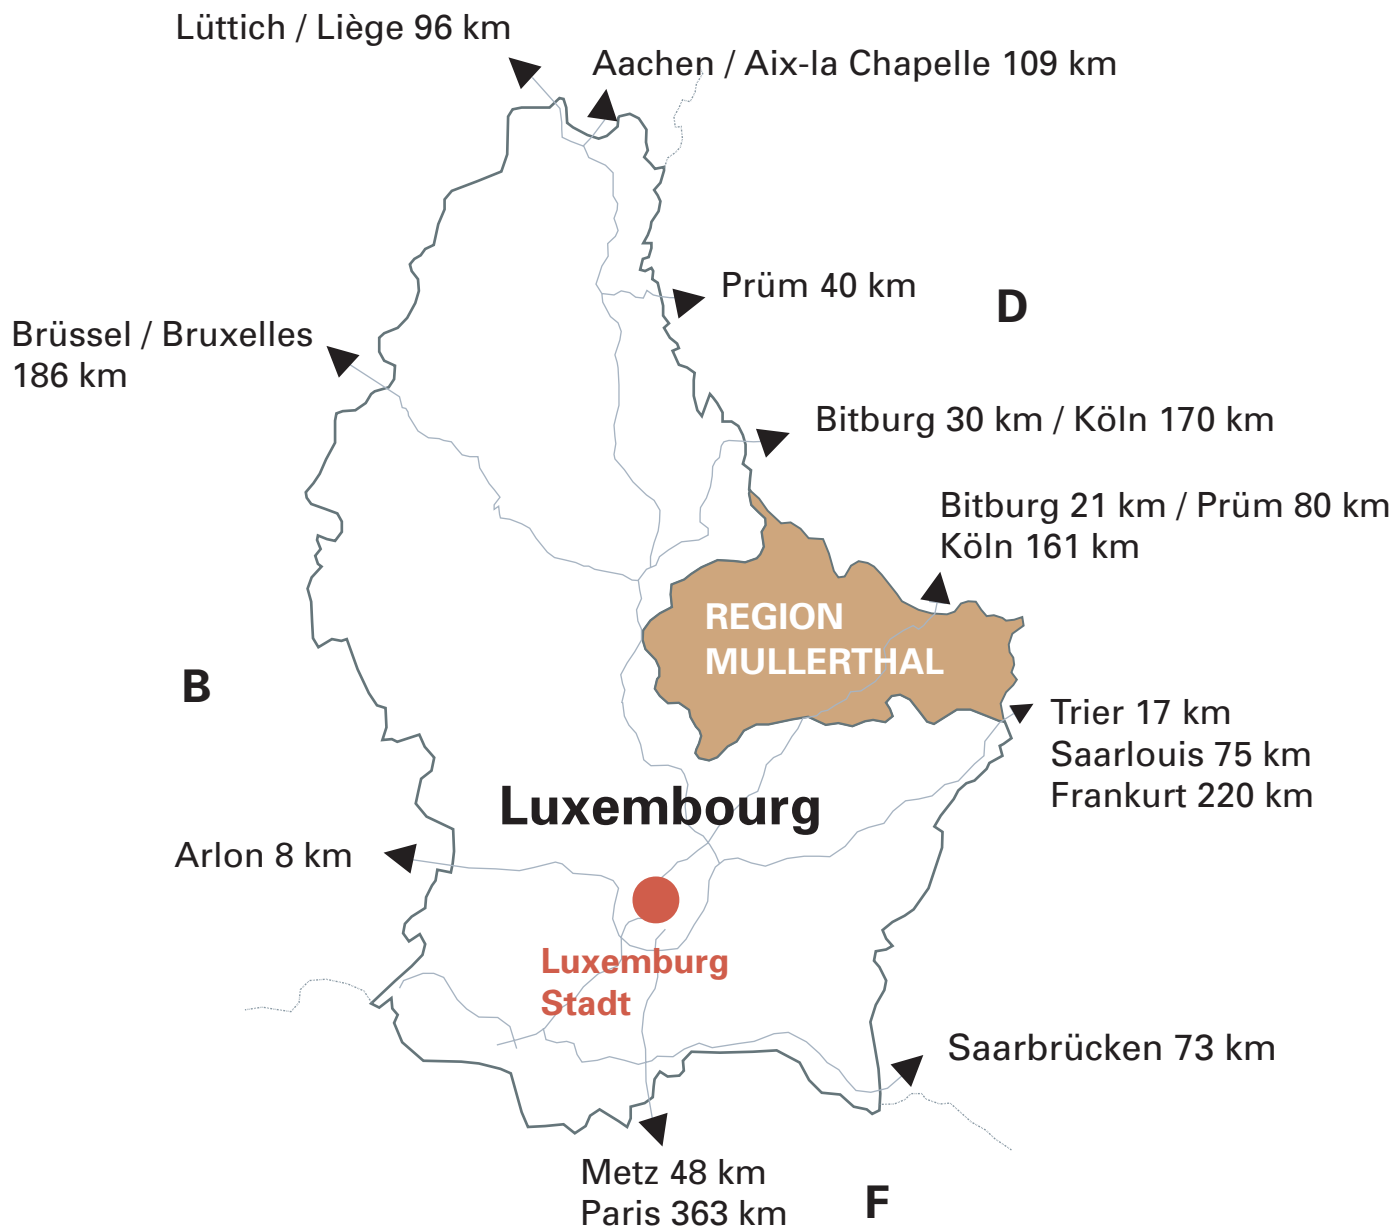 Lüttich / Liège 96 km
Aachen / Aix-la Chapelle 109 km
Prüm 40 km
D
Brüssel / Bruxelles
186 km
Bitburg 30 km / Köln 170 km
Bitburg 21 km / Prüm 80 km
Köln 161 km
REGION
MULLERTHAL
B
Trier 17 km
Saarlouis 75 km
Frankurt 220 km
Luxembourg
Arlon 8 km
Luxemburg
Stadt
Saarbrücken 73 km
Metz 48 km
Paris 363 km
F